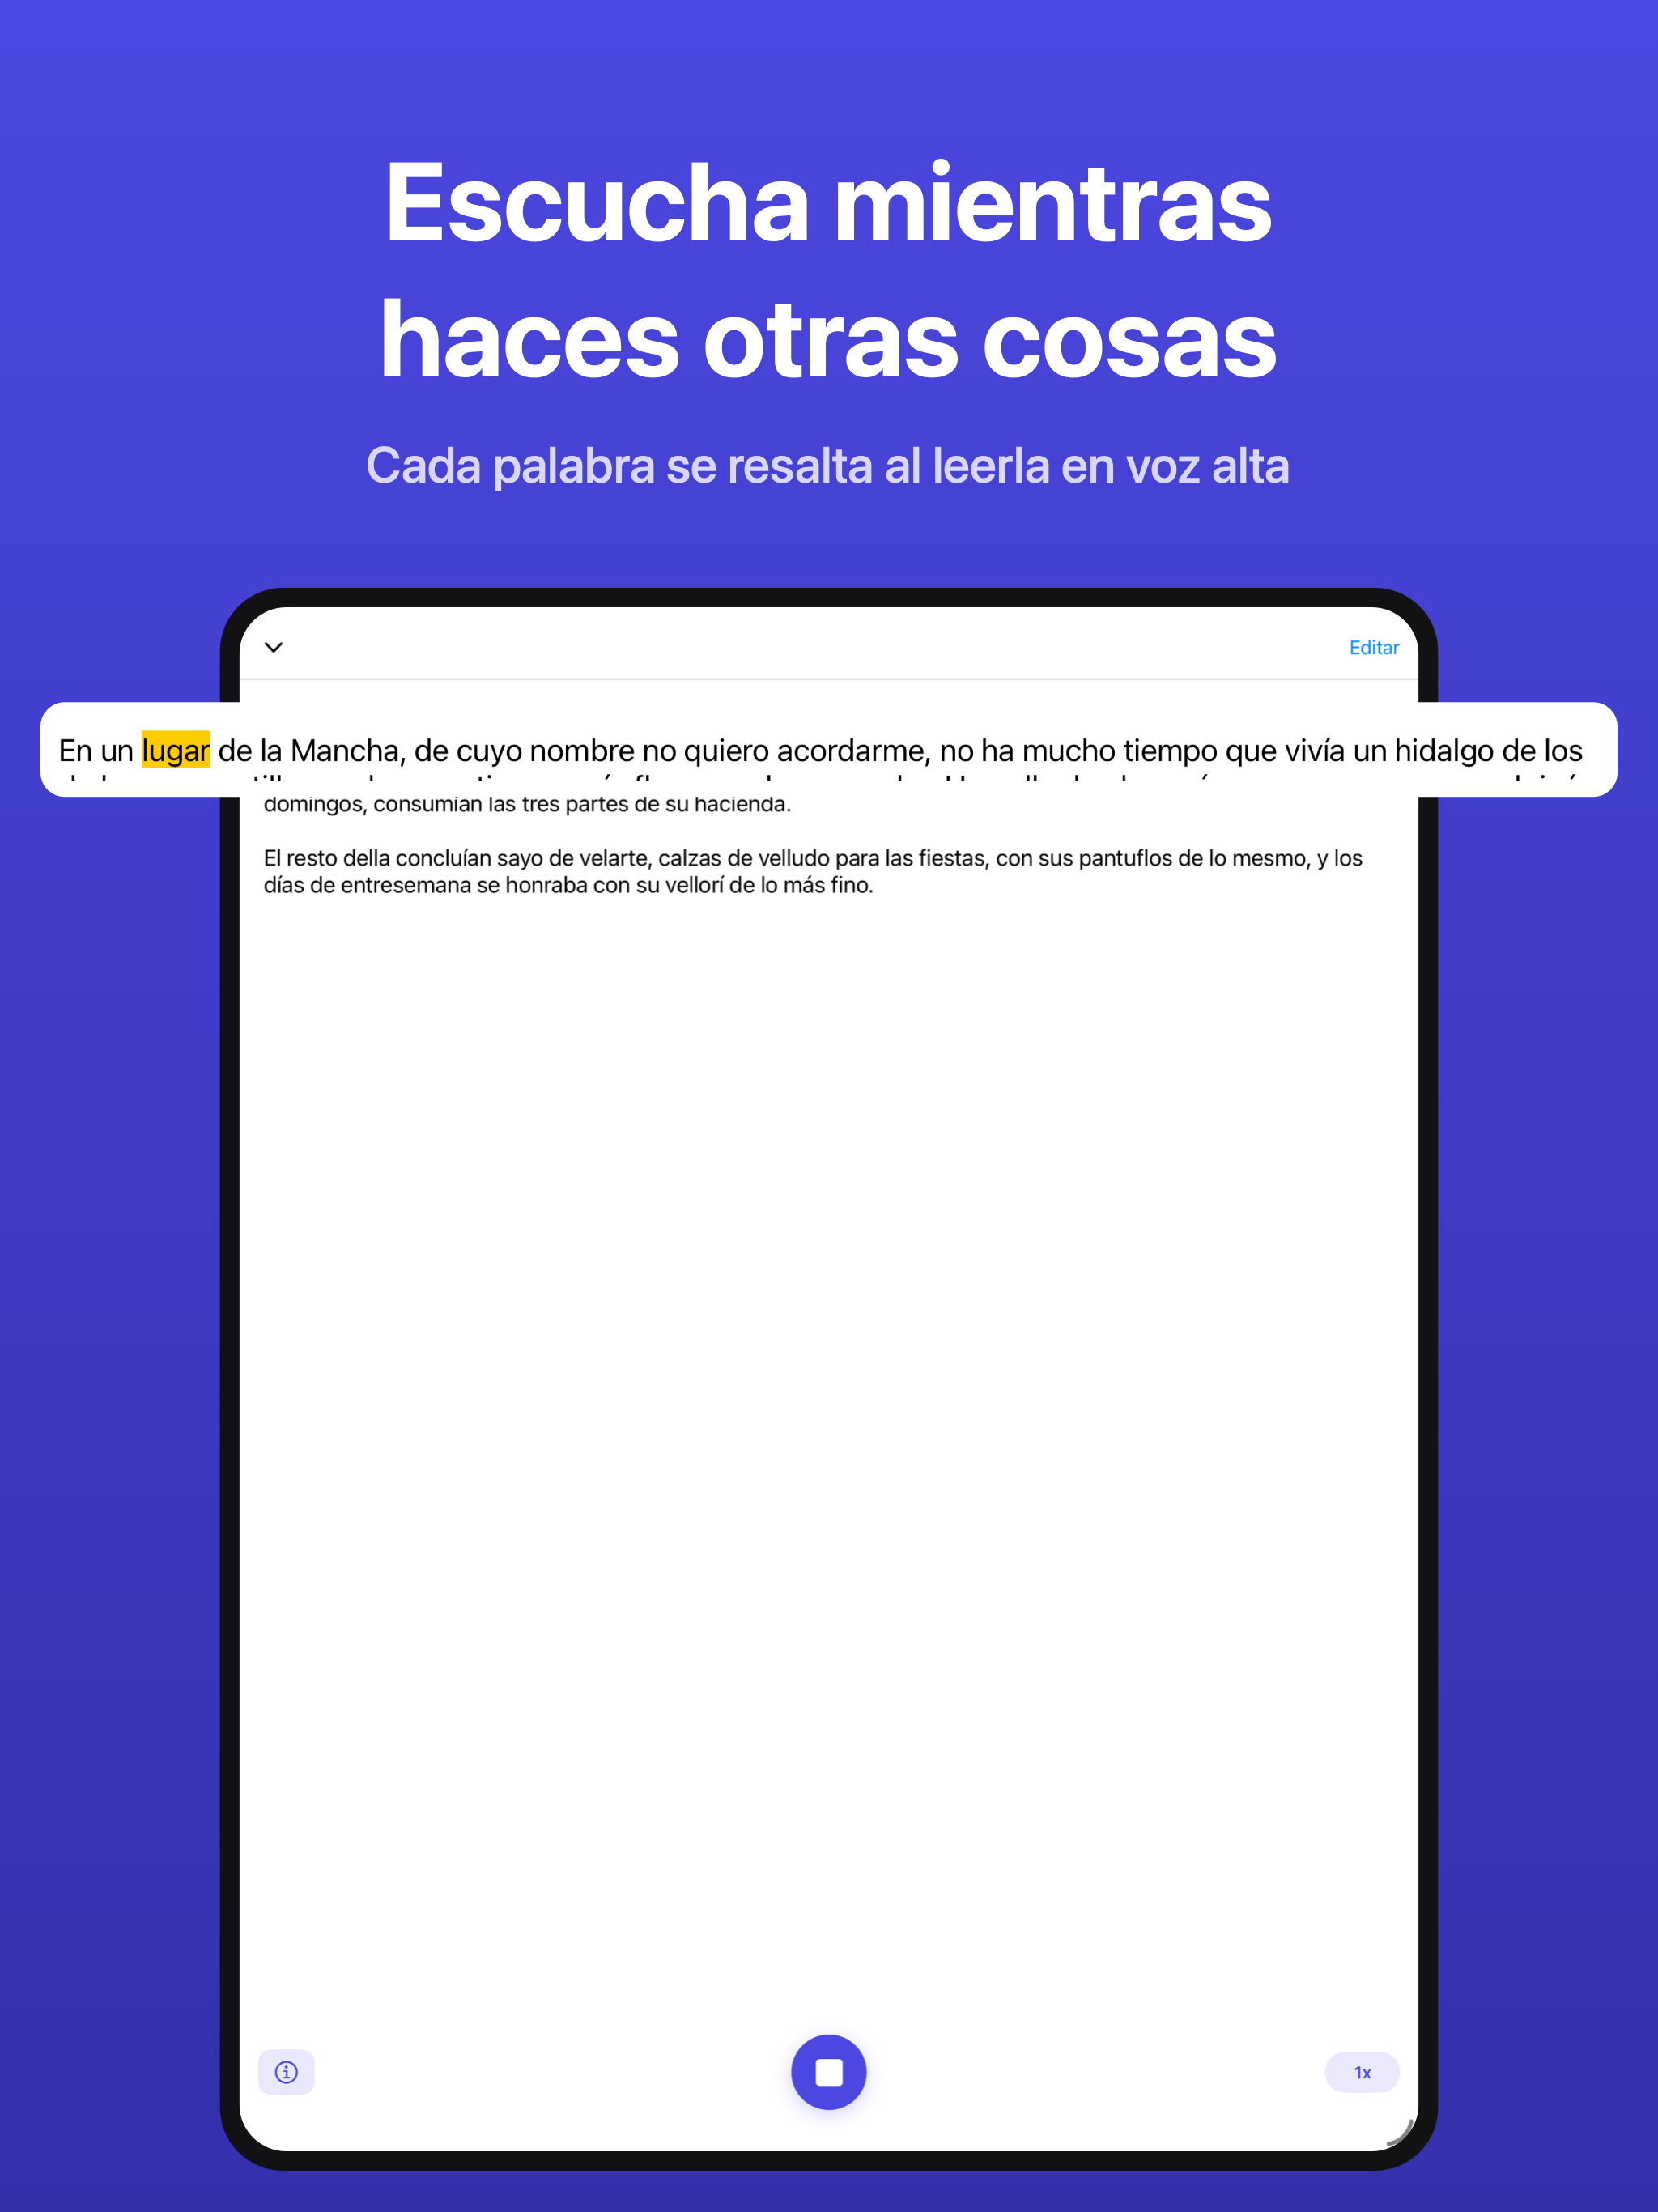 Escucha mientras
haces otras cosas
Cada palabra se resalta al leerla en voz alta
Editar
En un lugar de la Mancha, de cuyo nombre no quiero acordarme, no ha mucho tiempo que vivía un hidalgo de los
domingos, consumían las tres partes de su hacienda.
El resto della concluían sayo de velarte, calzas de velludo para las fiestas, con sus pantuflos de lo mesmo, y los
días de entresemana se honraba con su vellorí de lo más fino.
1x